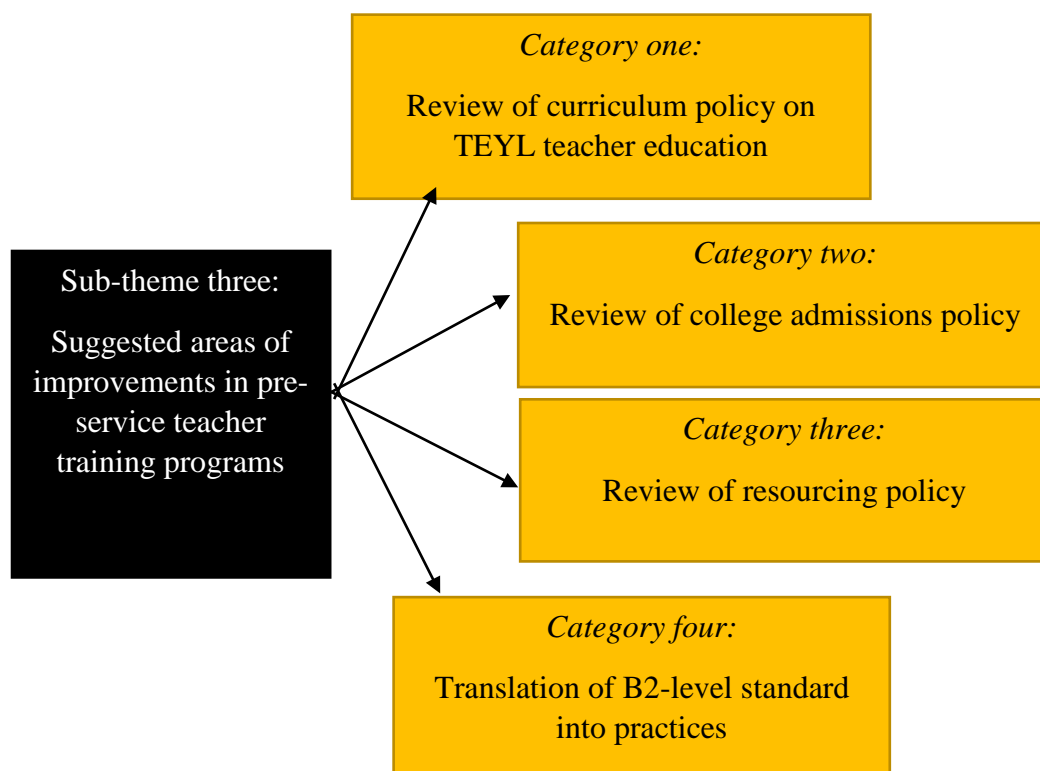 Sub-theme three:
Suggested areas of
improvements in pre-
service teacher
training programs
Category one:
Review of curriculum policy on
TEYL teacher education
Category two:
Review of college admissions policy
Category three:
Review of resourcing policy
Category four:
Translation of B2-level standard
into practices